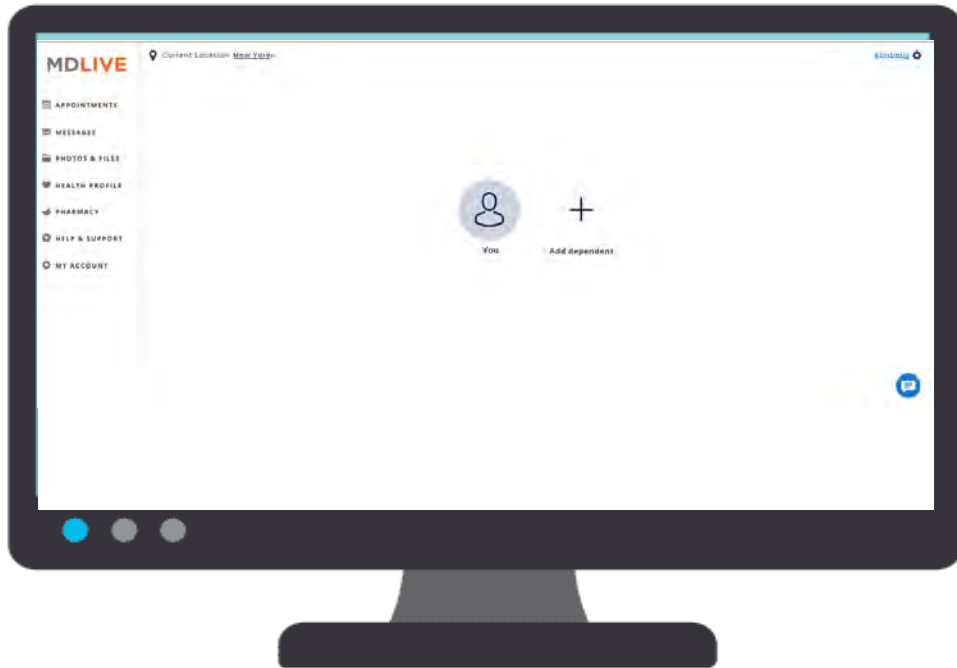 MDLIVE
Current Location: New York
APPOINTMENTS
MESSAGES
PHOTOS & FILES
HEALTH PROFILE
PHARMACY
HELP & SUPPORT
MY ACCOUNT
You
Add dependent